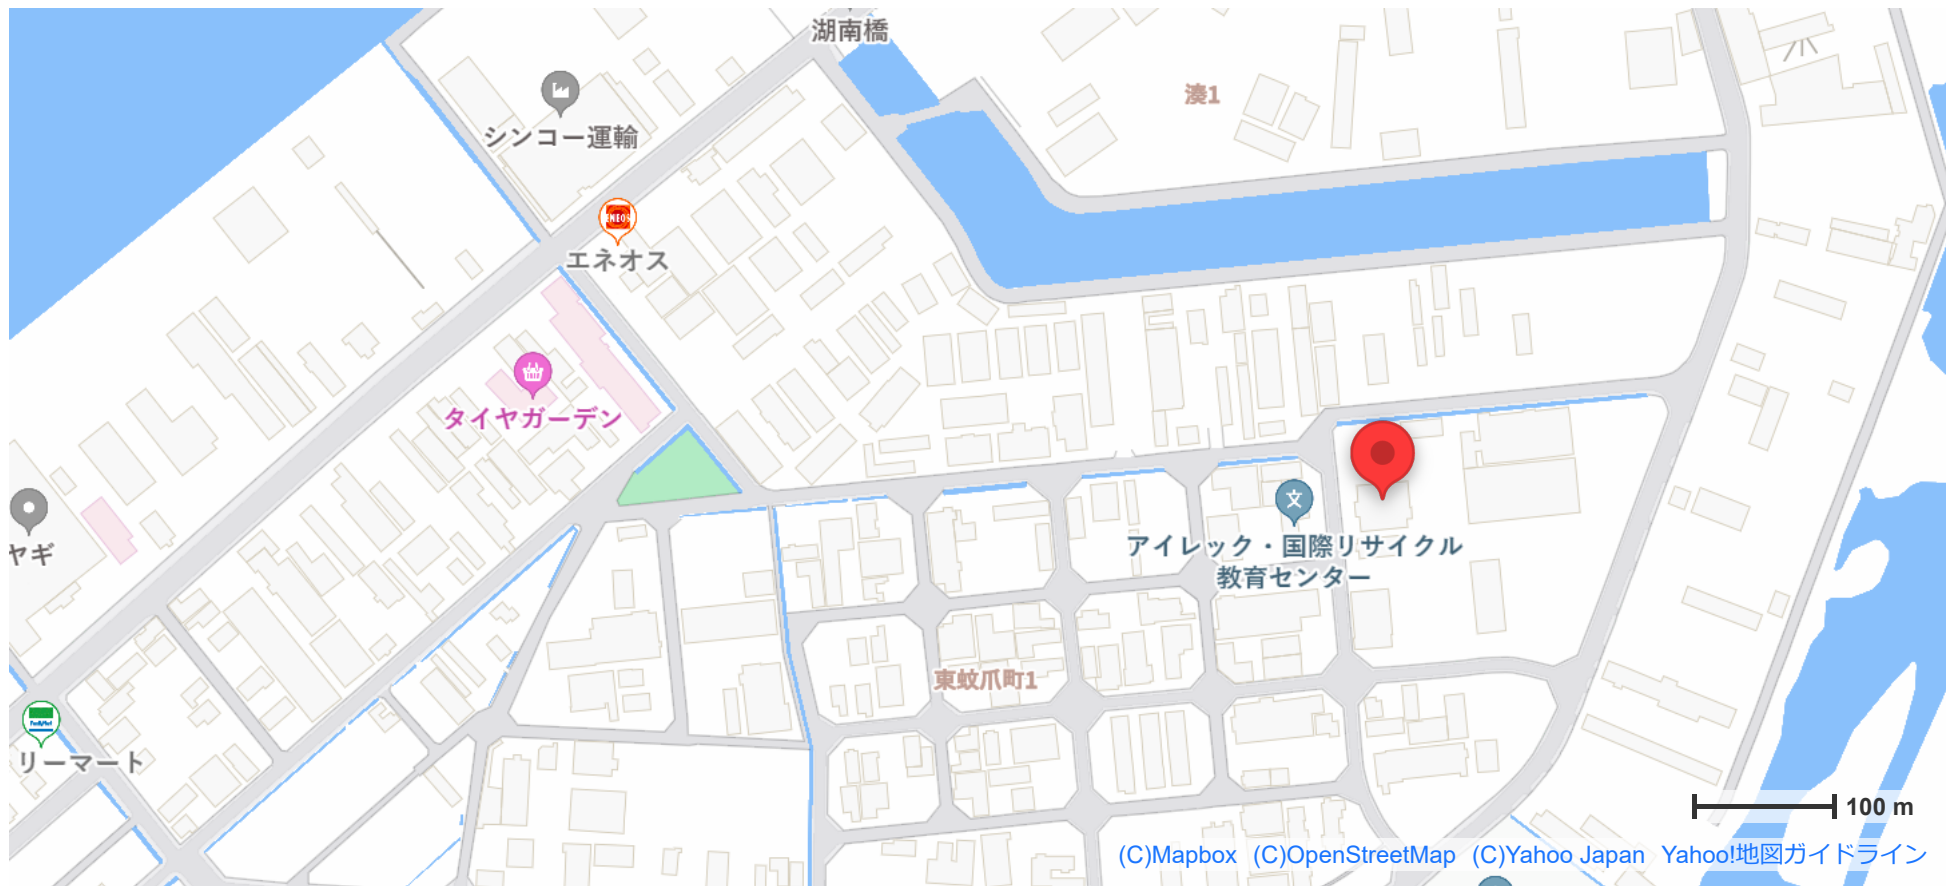 湖南橋
湊1
シンコー運輸
ENEOS
エネオス
タイヤガーデン
ヤギ
文
アイレック・国際リサイクル
教育センター
東蚊爪町1
FamilyMart
リーマート
100 m
(C)Mapbox (C)OpenStreetMap (C)Yahoo Japan Yahoo!地図ガイドライン